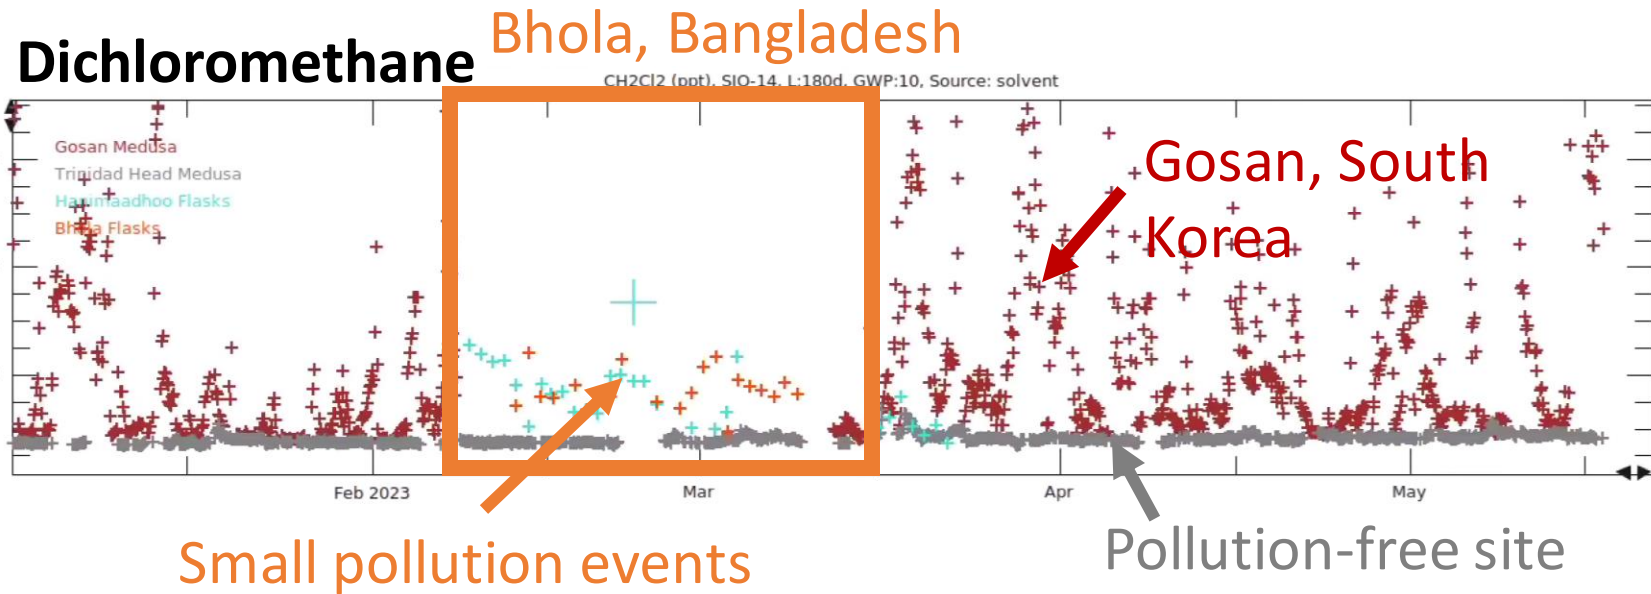 Bhola, Bangladesh
Dichloromethane
CH2Cl2 (ppt), SIO-14, L:180d, GWP:10, Source: solvent
Gosan Medusa
Trinidad Head Medusa
Hanimaadhoo Flasks
Bhola Flasks
Gosan, South
Korea
Feb 2023
Mar
Apr
May
Small pollution events
Pollution-free site